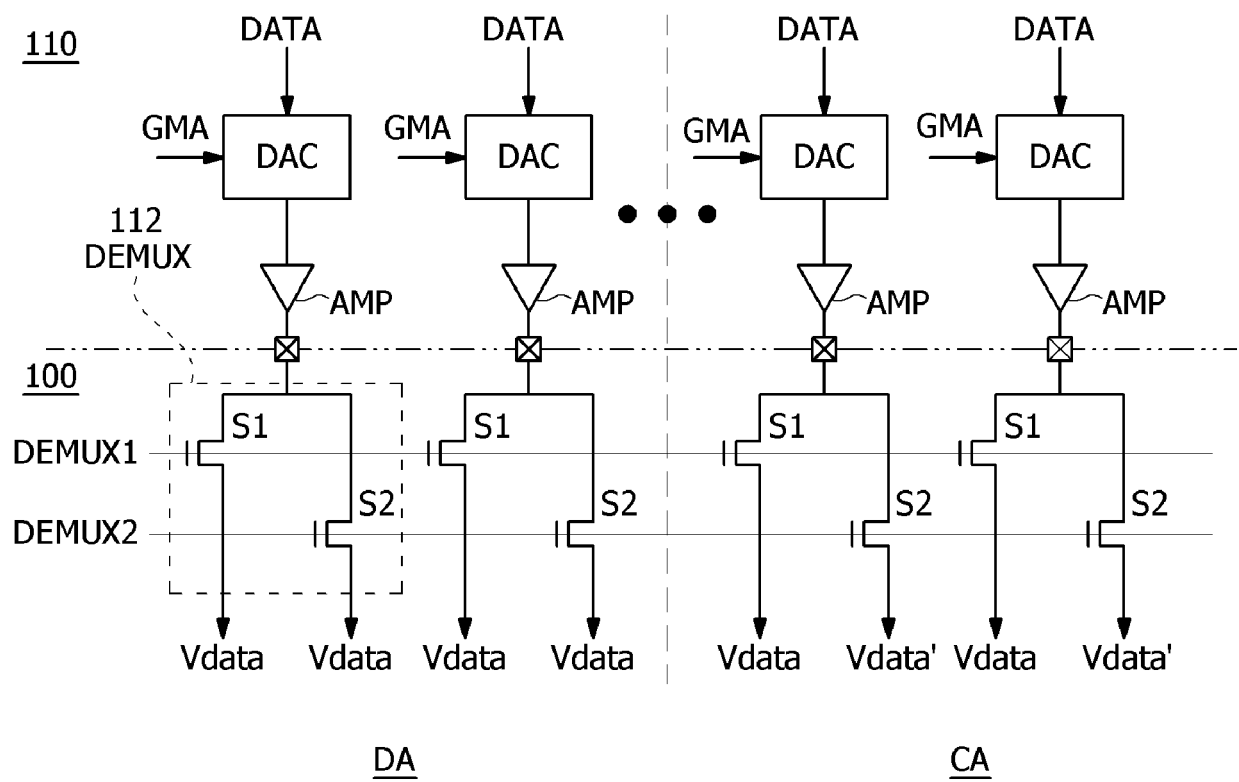 110
DATA DATA DATA DATA
GMA DAC GMA DAC GMA DAC GMA DAC
112
DEMUX
AMP AMP AMP AMP
100
S1 S1 S1 S1
DEMUX1
S2 S2 S2 S2
DEMUX2
Vdata Vdata Vdata Vdata Vdata Vdata' Vdata Vdata'
DA CA